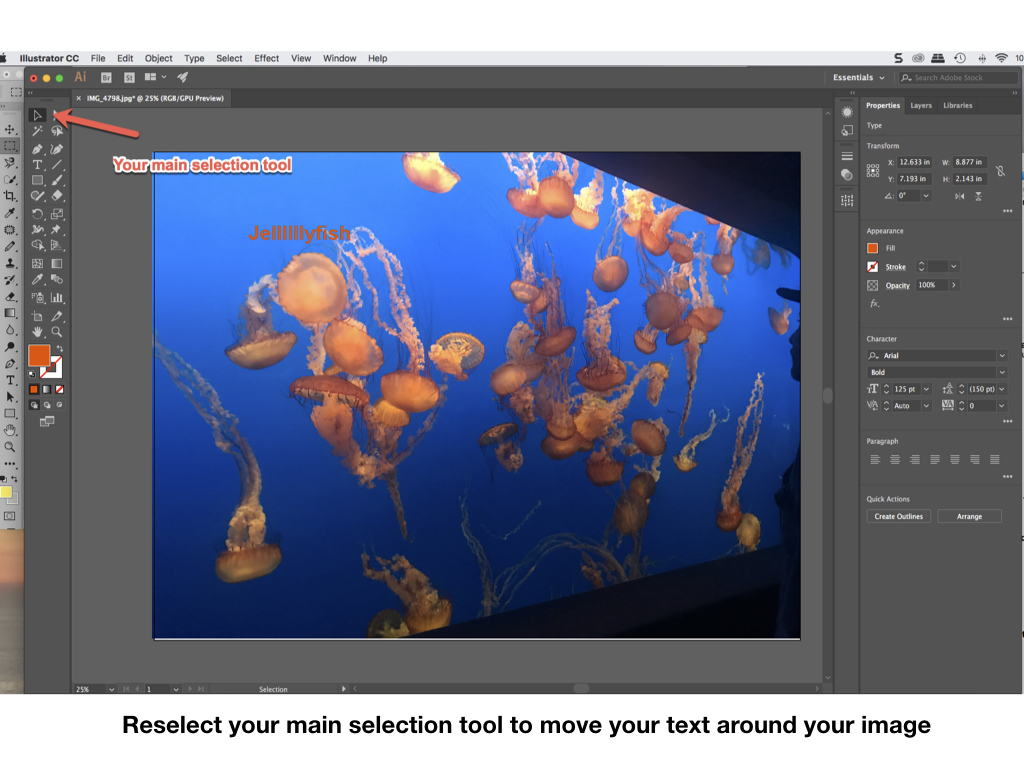 Illustrator CC File Edit Object Type Select Effect View Window Help 10
Ai Br St Essentials Search Adobe Stock
× IMG_4798.jpg* @ 25% (RGB/GPU Preview)
Properties Layers Libraries
Type
Transform
X: 12.633 in W: 8.877 in
Y: 7.193 in H: 2.143 in
0°
Your main selection tool
Jellllllyfish
Appearance
Fill
Stroke
Opacity 100%
fx.
Character
Arial
Bold
125 pt (150 pt)
Auto 0
Paragraph
Quick Actions
Create Outlines Arrange
25% 1 Selection
Reselect your main selection tool to move your text around your image